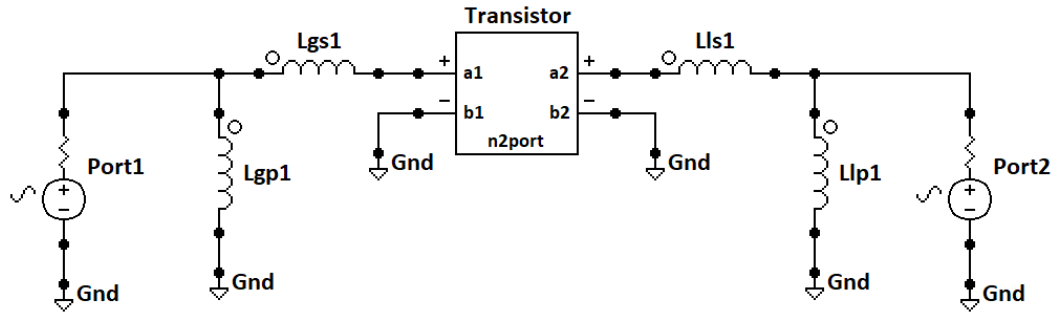 Transistor
Lgs1
Lls1
+
a1
a2
+
−
b1
b2
−
n2port
Port1
Lgp1
Gnd
Gnd
Llp1
Port2
+
−
+
−
Gnd
Gnd
Gnd
Gnd